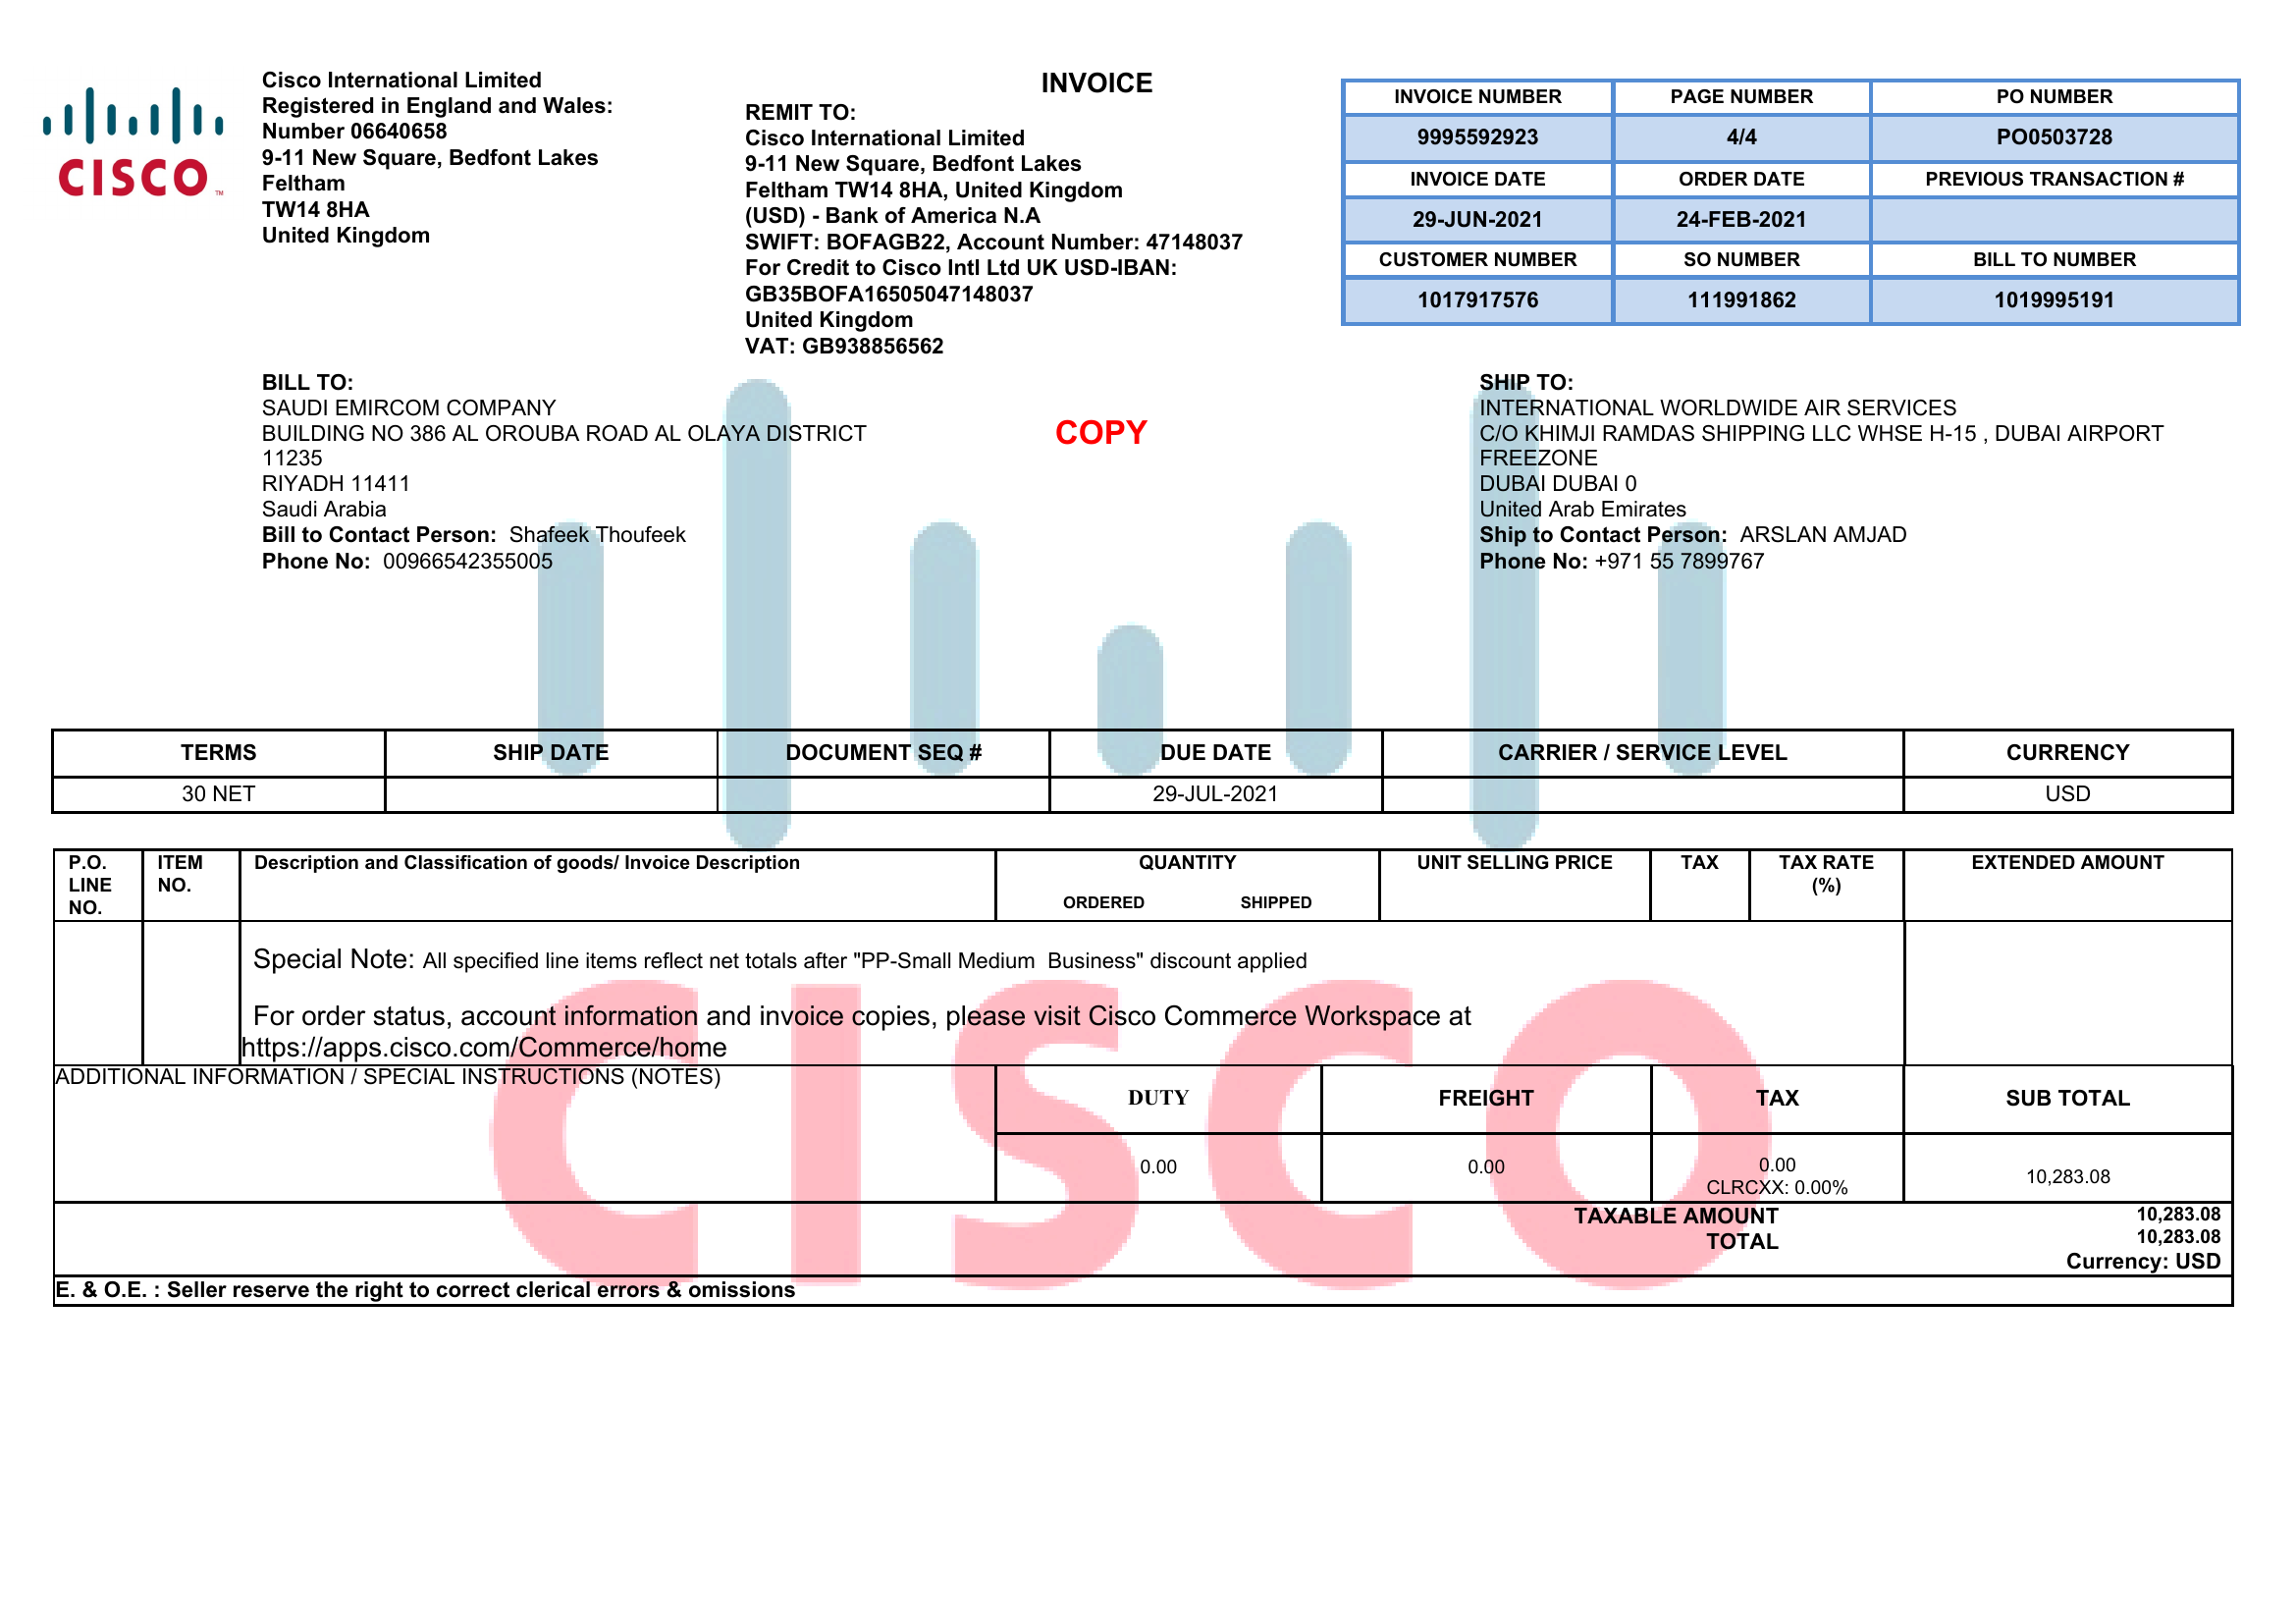 CISCO
TM
Cisco International Limited
Registered in England and Wales:
Number 06640658
9-11 New Square, Bedfont Lakes
Feltham
TW14 8HA
United Kingdom
INVOICE
REMIT TO:
Cisco International Limited
9-11 New Square, Bedfont Lakes
Feltham TW14 8HA, United Kingdom
(USD) - Bank of America N.A
SWIFT: BOFAGB22, Account Number: 47148037
For Credit to Cisco Intl Ltd UK USD-IBAN:
GB35BOFA16505047148037
United Kingdom
VAT: GB938856562
INVOICE NUMBER PAGE NUMBER PO NUMBER
9995592923 4/4 PO0503728
INVOICE DATE ORDER DATE PREVIOUS TRANSACTION #
29-JUN-2021 24-FEB-2021
CUSTOMER NUMBER SO NUMBER BILL TO NUMBER
1017917576 111991862 1019995191
BILL TO:
SAUDI EMIRCOM COMPANY
BUILDING NO 386 AL OROUBA ROAD AL OLAYA DISTRICT
11235
RIYADH 11411
Saudi Arabia
Bill to Contact Person: Shafeek Thoufeek
Phone No: 00966542355005
COPY
SHIP TO:
INTERNATIONAL WORLDWIDE AIR SERVICES
C/O KHIMJI RAMDAS SHIPPING LLC WHSE H-15 , DUBAI AIRPORT
FREEZONE
DUBAI DUBAI 0
United Arab Emirates
Ship to Contact Person: ARSLAN AMJAD
Phone No: +971 55 7899767
TERMS SHIP DATE DOCUMENT SEQ # DUE DATE CARRIER / SERVICE LEVEL CURRENCY
30 NET 29-JUL-2021 USD
P.O. ITEM Description and Classification of goods/ Invoice Description QUANTITY UNIT SELLING PRICE TAX TAX RATE EXTENDED AMOUNT
LINE NO. (%)
NO. ORDERED SHIPPED
Special Note: All specified line items reflect net totals after "PP-Small Medium Business" discount applied
For order status, account information and invoice copies, please visit Cisco Commerce Workspace at
https://apps.cisco.com/Commerce/home
CISCO
ADDITIONAL INFORMATION / SPECIAL INSTRUCTIONS (NOTES)
DUTY FREIGHT TAX SUB TOTAL
0.00 0.00 0.00 10,283.08
CLRCXX: 0.00%
TAXABLE AMOUNT 10,283.08
TOTAL 10,283.08
Currency: USD
E. & O.E. : Seller reserve the right to correct clerical errors & omissions